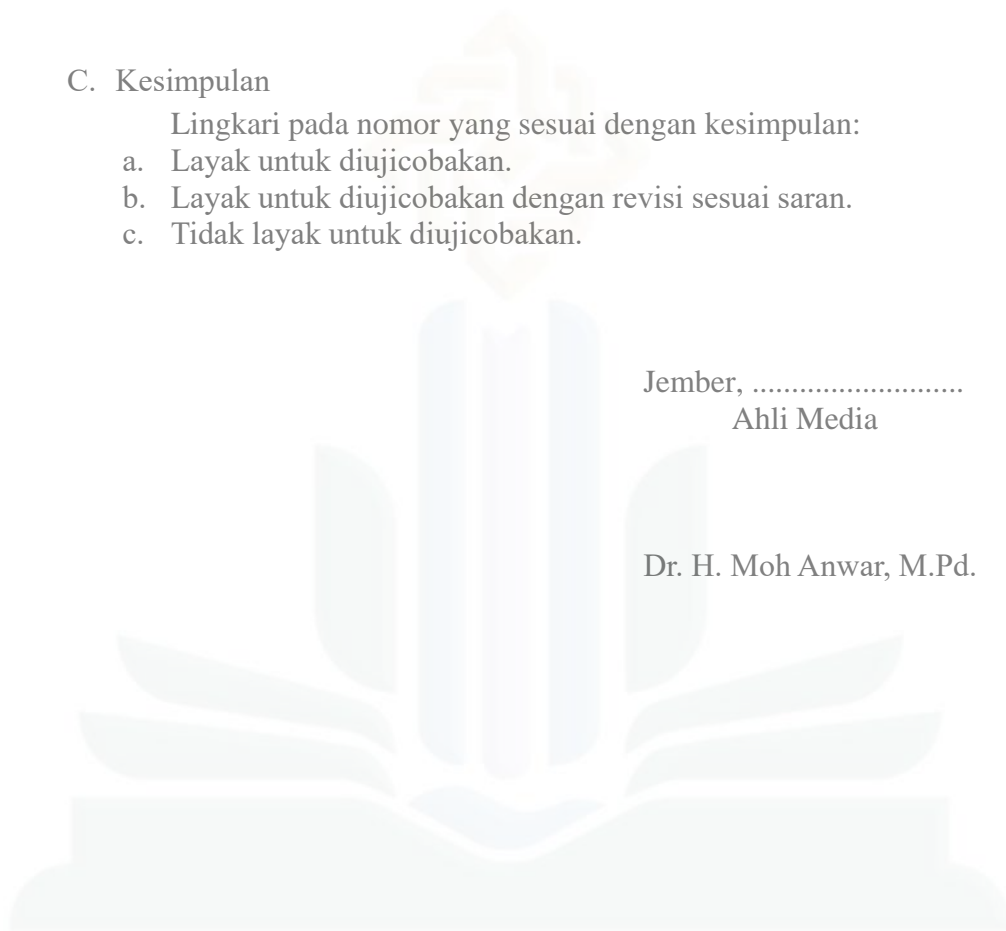 C. Kesimpulan
Lingkari pada nomor yang sesuai dengan kesimpulan:
a. Layak untuk diujicobakan.
b. Layak untuk diujicobakan dengan revisi sesuai saran.
c. Tidak layak untuk diujicobakan.
Jember, ...........................
Ahli Media
Dr. H. Moh Anwar, M.Pd.